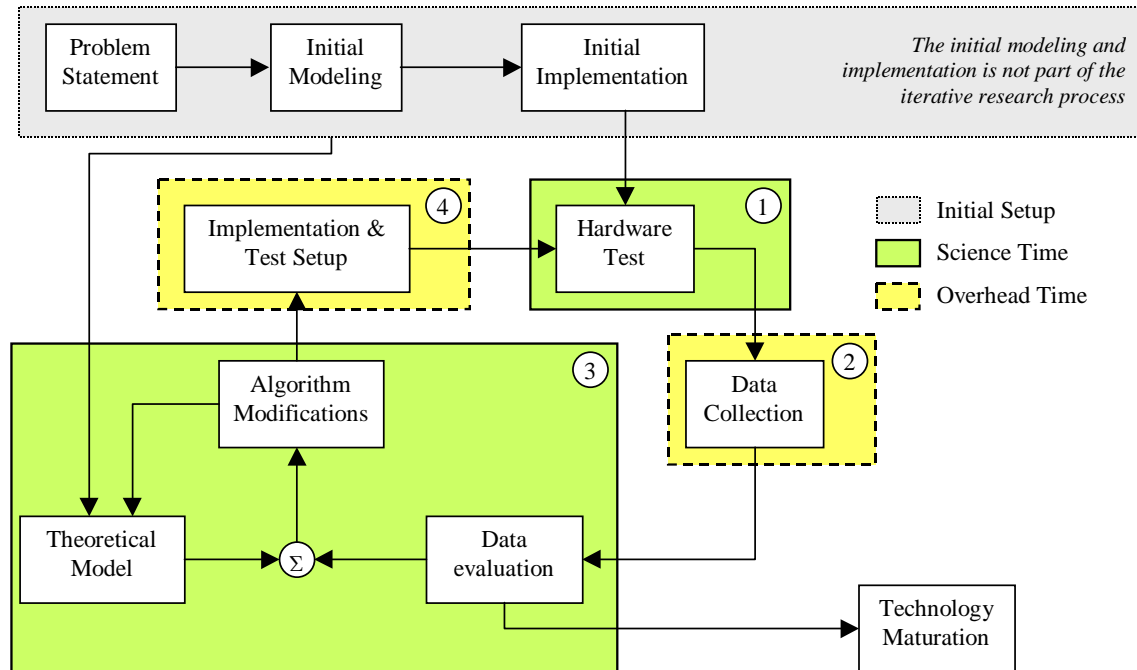 Problem
Statement
Initial
Modeling
Initial
Implementation
The initial modeling and
implementation is not part of the
iterative research process
4
Implementation &
Test Setup
1
Hardware
Test
Initial Setup
Science Time
Overhead Time
3
Algorithm
Modifications
2
Data
Collection
Theoretical
Model
Σ
Data
evaluation
Technology
Maturation